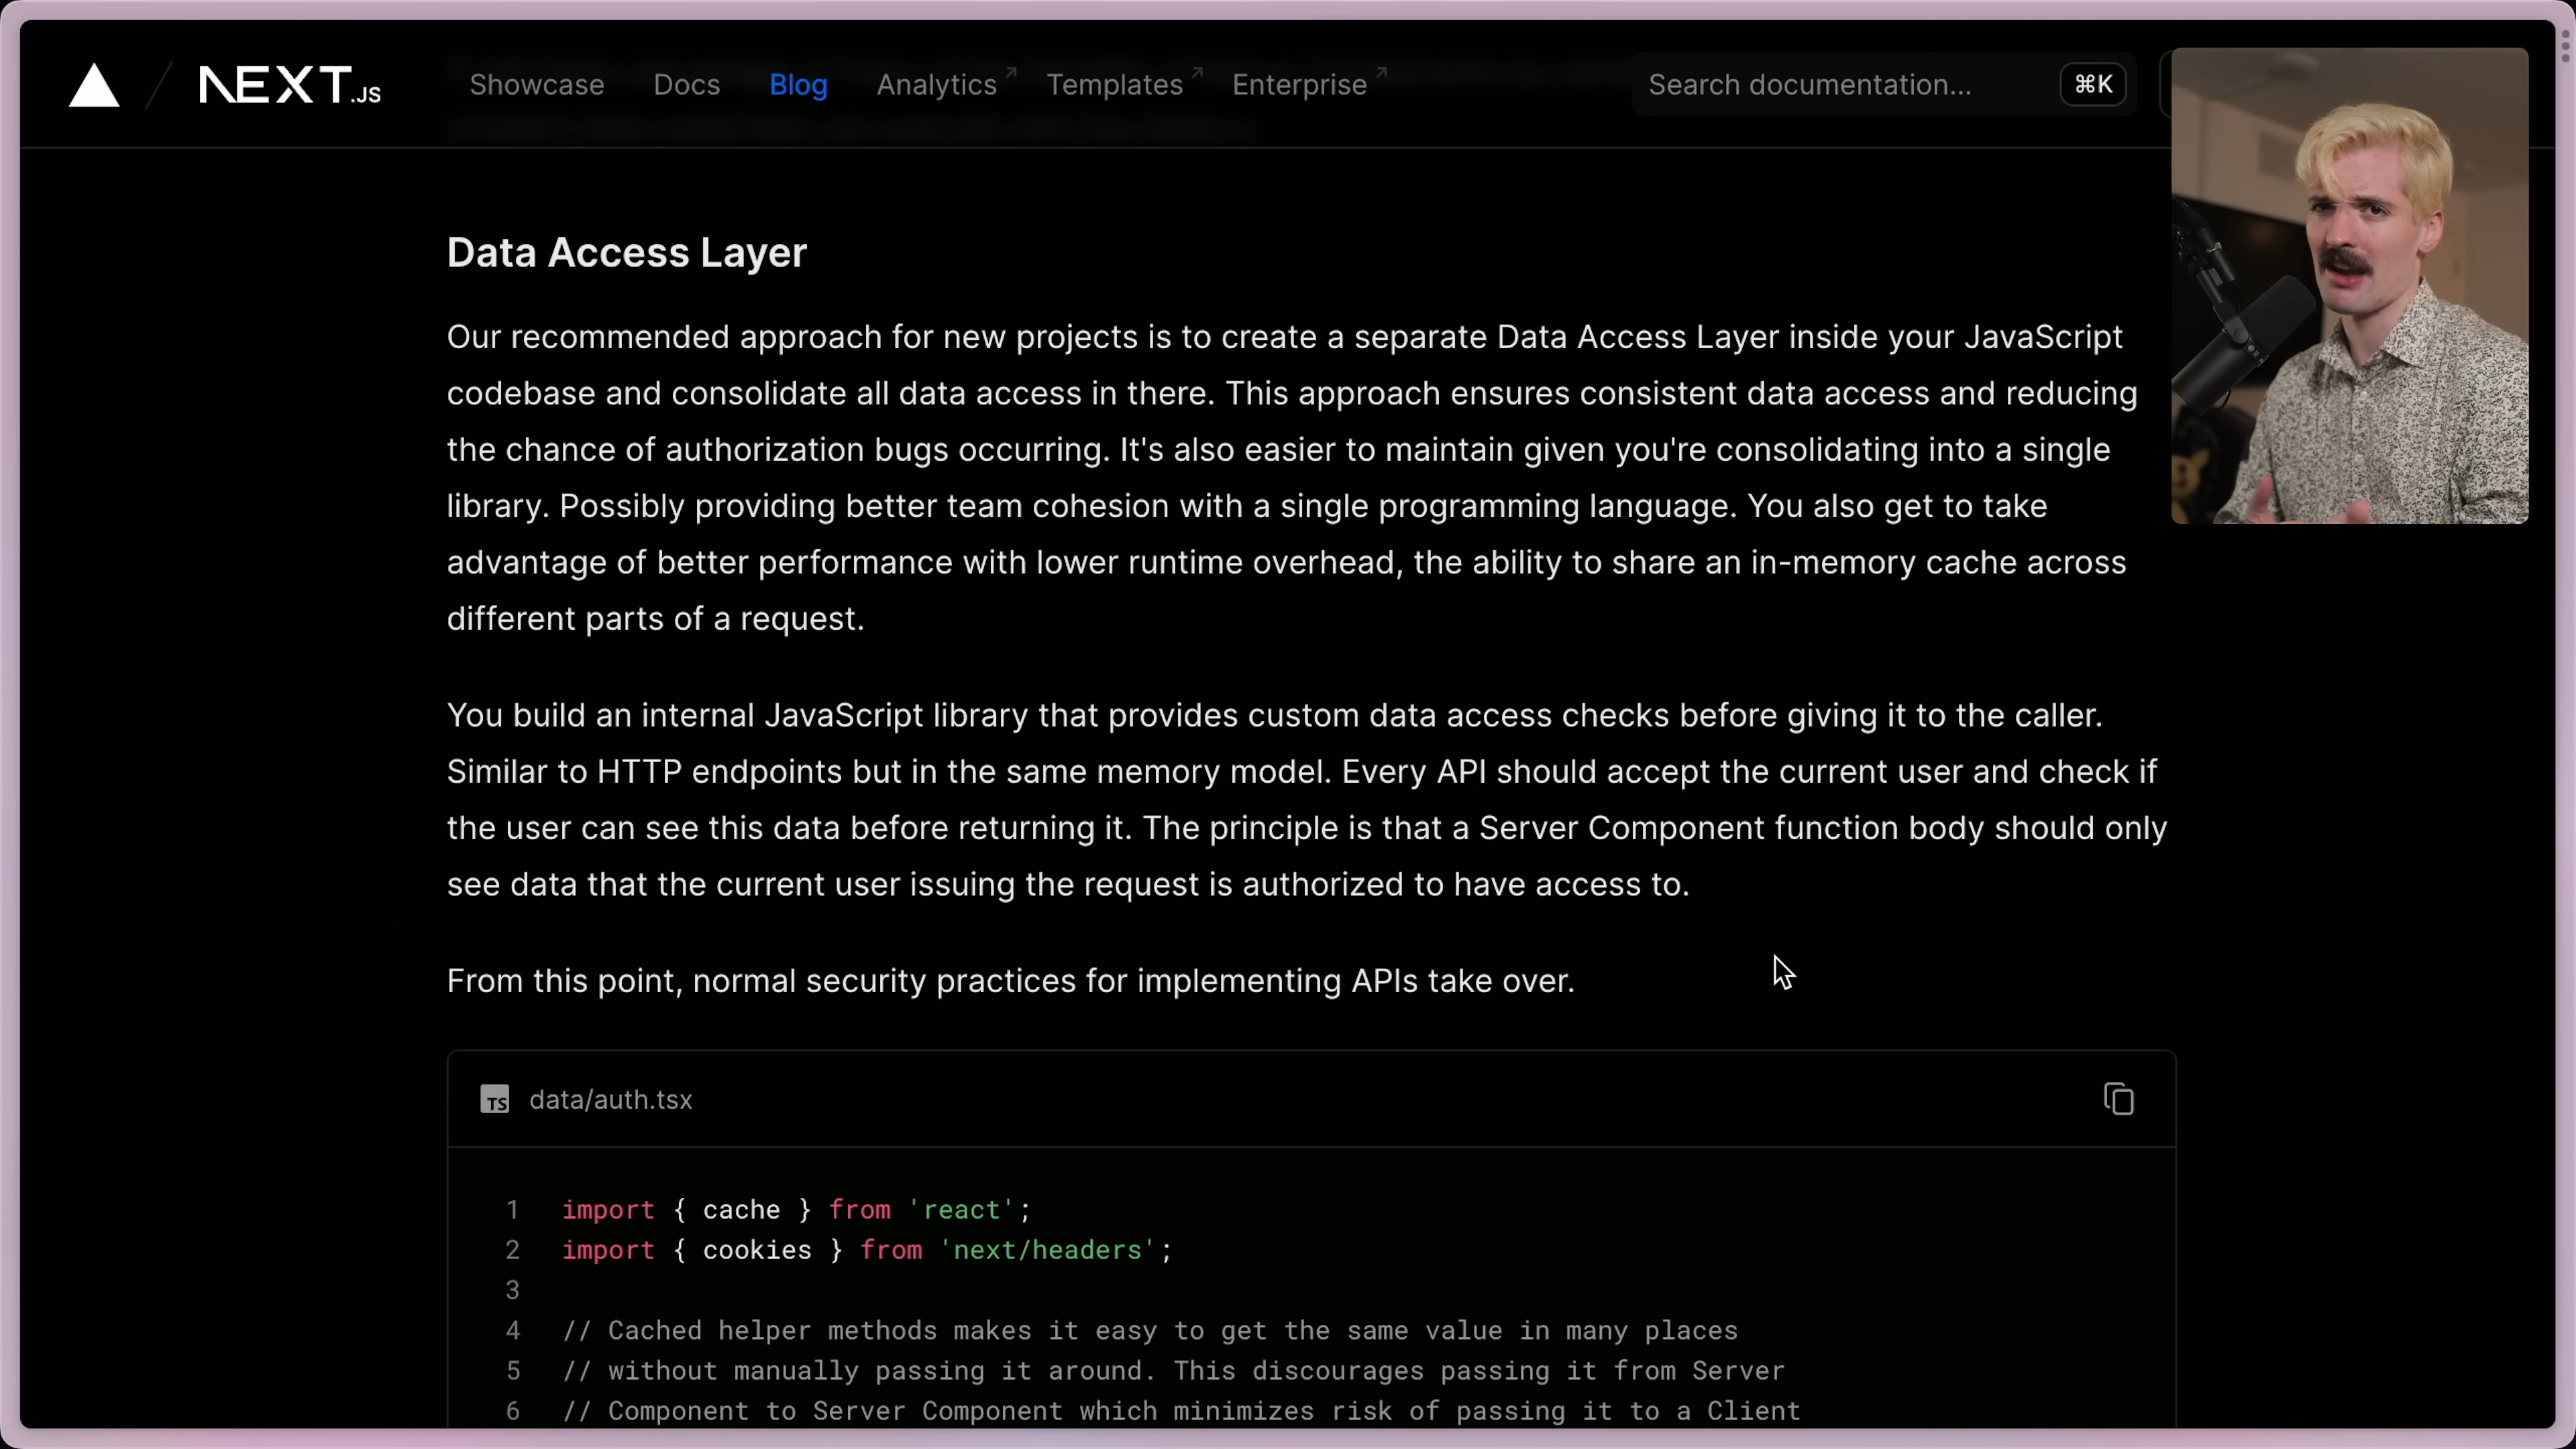 NEXT.JS Showcase Docs Blog Analytics Templates Enterprise Search documentation... ⌘K
Data Access Layer
Our recommended approach for new projects is to create a separate Data Access Layer inside your JavaScript
codebase and consolidate all data access in there. This approach ensures consistent data access and reducing
the chance of authorization bugs occurring. It's also easier to maintain given you're consolidating into a single
library. Possibly providing better team cohesion with a single programming language. You also get to take
advantage of better performance with lower runtime overhead, the ability to share an in-memory cache across
different parts of a request.
You build an internal JavaScript library that provides custom data access checks before giving it to the caller.
Similar to HTTP endpoints but in the same memory model. Every API should accept the current user and check if
the user can see this data before returning it. The principle is that a Server Component function body should only
see data that the current user issuing the request is authorized to have access to.
From this point, normal security practices for implementing APIs take over.
TS data/auth.tsx
1 import { cache } from 'react';
2 import { cookies } from 'next/headers';
3
4 // Cached helper methods makes it easy to get the same value in many places
5 // without manually passing it around. This discourages passing it from Server
6 // Component to Server Component which minimizes risk of passing it to a Client